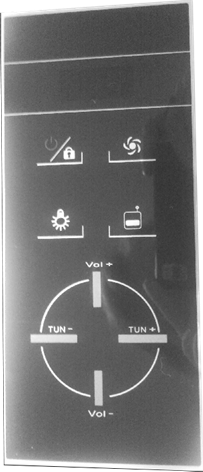 Vol +
TUN - TUN +
Vol -